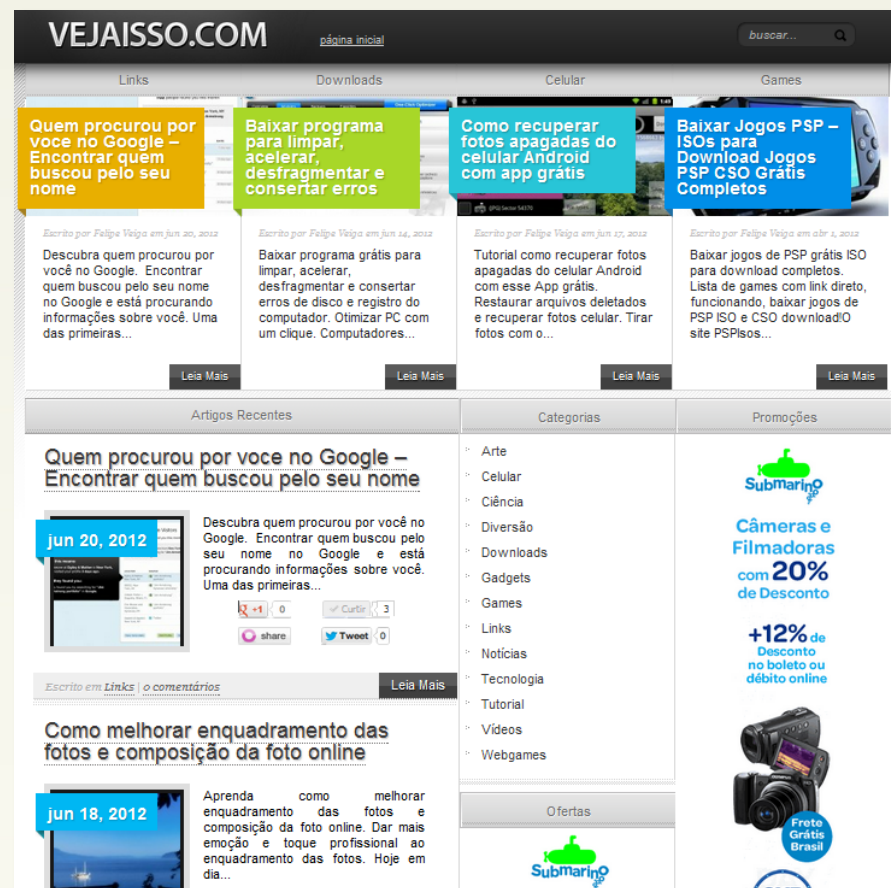 VEJAISSO.COM
página inicial
buscar...
Links
Downloads
Celular
Games
Quem procurou por
voce no Google –
Encontrar quem
buscou pelo seu
nome
Escrito por Felipe Veiga em jun 20, 2012
Descubra quem procurou por
você no Google. Encontrar
quem buscou pelo seu nome
no Google e está procurando
informações sobre você. Uma
das primeiras...
Leia Mais
Baixar programa
para limpar,
acelerar,
desfragmentar e
consertar erros
Escrito por Felipe Veiga em jun 14, 2012
Baixar programa grátis para
limpar, acelerar,
desfragmentar e consertar
erros de disco e registro do
computador. Otimizar PC com
um clique. Computadores...
Leia Mais
Como recuperar
fotos apagadas do
celular Android
com app grátis
Escrito por Felipe Veiga em jun 17, 2012
Tutorial como recuperar fotos
apagadas do celular Android
com esse App grátis.
Restaurar arquivos deletados
e recuperar fotos celular. Tirar
fotos com o...
Leia Mais
Baixar Jogos PSP –
ISOs para
Download Jogos
PSP CSO Grátis
Completos
Escrito por Felipe Veiga em abr 1, 2012
Baixar jogos de PSP grátis ISO
para download completos.
Lista de games com link direto,
funcionando, baixar jogos de
PSP ISO e CSO download!O
site PSPIsos...
Leia Mais
Artigos Recentes
Quem procurou por voce no Google –
Encontrar quem buscou pelo seu nome
jun 20, 2012
Descubra quem procurou por você no
Google. Encontrar quem buscou pelo
seu nome no Google e está
procurando informações sobre você.
Uma das primeiras...
+1 0
Curtir 3
share
Tweet 0
Escrito em Links | 0 comentários
Leia Mais
Como melhorar enquadramento das
fotos e composição da foto online
jun 18, 2012
Aprenda como melhorar
enquadramento das fotos e
composição da foto online. Dar mais
emoção e toque profissional ao
enquadramento das fotos. Hoje em
dia...
Categorias
Arte
Celular
Ciência
Diversão
Downloads
Gadgets
Games
Links
Notícias
Tecnologia
Tutorial
Vídeos
Webgames
Ofertas
Submarino
Promoções
Submarino
Câmeras e
Filmadoras
com 20%
de Desconto
+12% de
Desconto
no boleto ou
débito online
Frete
Grátis
Brasil